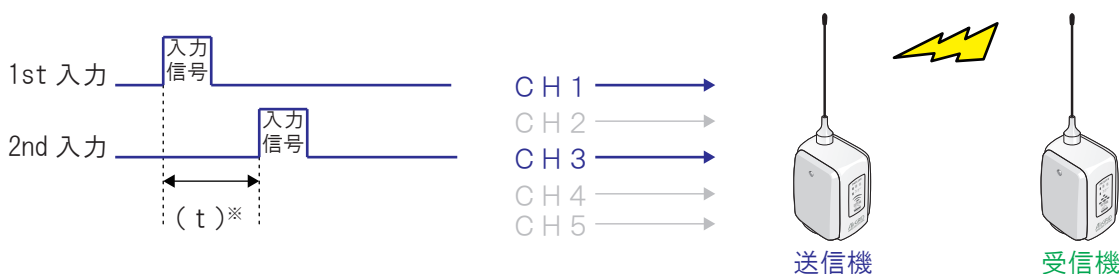 1st 入力
入力
信号
2nd 入力
入力
信号
( t )※
ＣＨ１
ＣＨ２
ＣＨ３
ＣＨ４
ＣＨ５
送信機
受信機